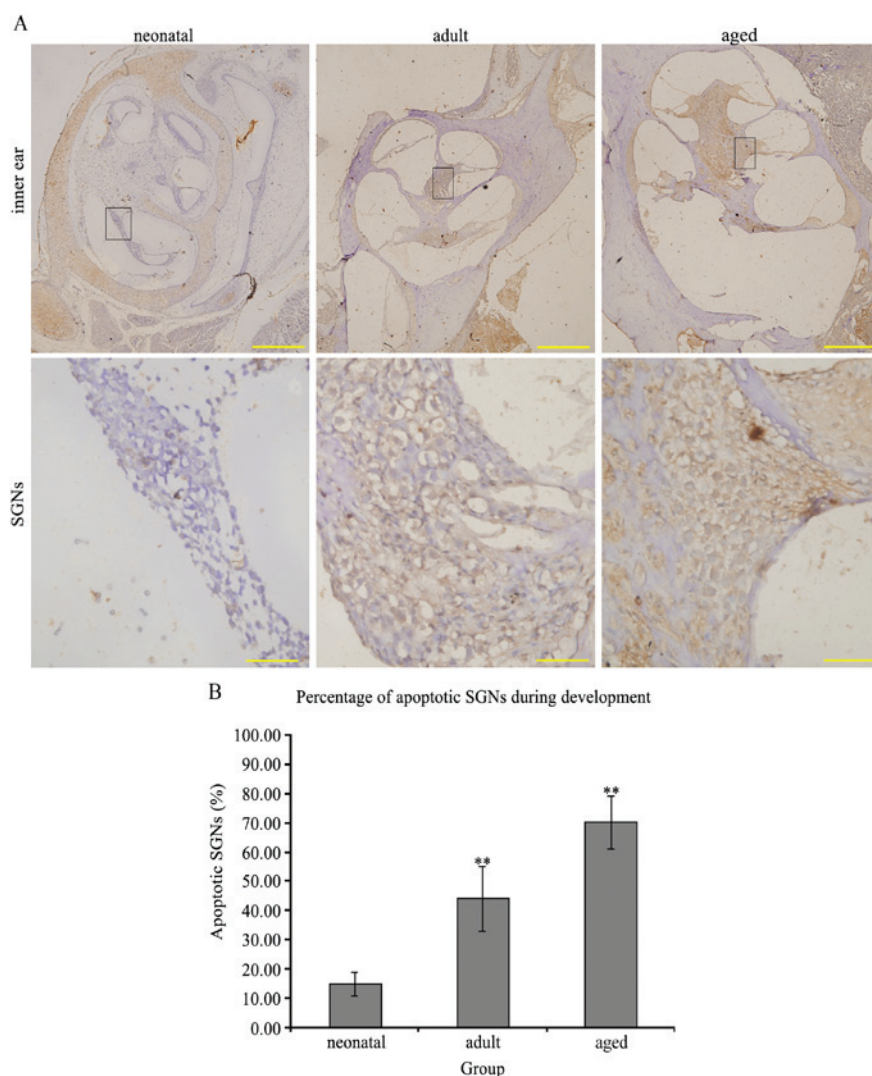 A
neonatal
adult
aged
inner ear
SGNs
B
Percentage of apoptotic SGNs during development
Apoptotic SGNs (%)
100.00
90.00
80.00
70.00
60.00
50.00
40.00
30.00
20.00
10.00
0.00
**
**
neonatal
adult
aged
Group